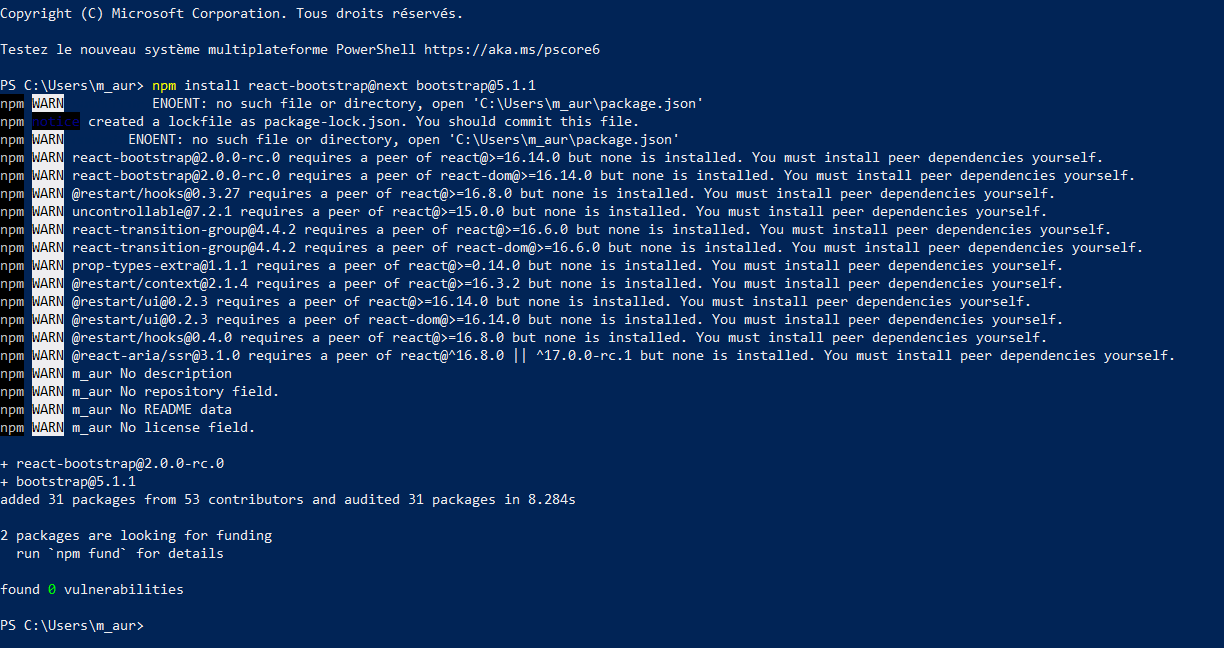 Copyright (C) Microsoft Corporation. Tous droits réservés.
Testez le nouveau système multiplateforme PowerShell https://aka.ms/pscore6
PS C:\Users\m_aur> npm install react-bootstrap@next bootstrap@5.1.1
npm WARN ENOENT: no such file or directory, open 'C:\Users\m_aur\package.json'
npm notice created a lockfile as package-lock.json. You should commit this file.
npm WARN ENOENT: no such file or directory, open 'C:\Users\m_aur\package.json'
npm WARN react-bootstrap@2.0.0-rc.0 requires a peer of react@>=16.14.0 but none is installed. You must install peer dependencies yourself.
npm WARN react-bootstrap@2.0.0-rc.0 requires a peer of react-dom@>=16.14.0 but none is installed. You must install peer dependencies yourself.
npm WARN @restart/hooks@0.3.27 requires a peer of react@>=16.8.0 but none is installed. You must install peer dependencies yourself.
npm WARN uncontrollable@7.2.1 requires a peer of react@>=15.0.0 but none is installed. You must install peer dependencies yourself.
npm WARN react-transition-group@4.4.2 requires a peer of react@>=16.6.0 but none is installed. You must install peer dependencies yourself.
npm WARN react-transition-group@4.4.2 requires a peer of react-dom@>=16.6.0 but none is installed. You must install peer dependencies yourself.
npm WARN prop-types-extra@1.1.1 requires a peer of react@>=0.14.0 but none is installed. You must install peer dependencies yourself.
npm WARN @restart/context@2.1.4 requires a peer of react@>=16.3.2 but none is installed. You must install peer dependencies yourself.
npm WARN @restart/ui@0.2.3 requires a peer of react@>=16.14.0 but none is installed. You must install peer dependencies yourself.
npm WARN @restart/ui@0.2.3 requires a peer of react-dom@>=16.14.0 but none is installed. You must install peer dependencies yourself.
npm WARN @restart/hooks@0.4.0 requires a peer of react@>=16.8.0 but none is installed. You must install peer dependencies yourself.
npm WARN @react-aria/ssr@3.1.0 requires a peer of react@^16.8.0 || ^17.0.0-rc.1 but none is installed. You must install peer dependencies yourself.
npm WARN m_aur No description
npm WARN m_aur No repository field.
npm WARN m_aur No README data
npm WARN m_aur No license field.
+ react-bootstrap@2.0.0-rc.0
+ bootstrap@5.1.1
added 31 packages from 53 contributors and audited 31 packages in 8.284s
2 packages are looking for funding
run `npm fund` for details
found 0 vulnerabilities
PS C:\Users\m_aur>